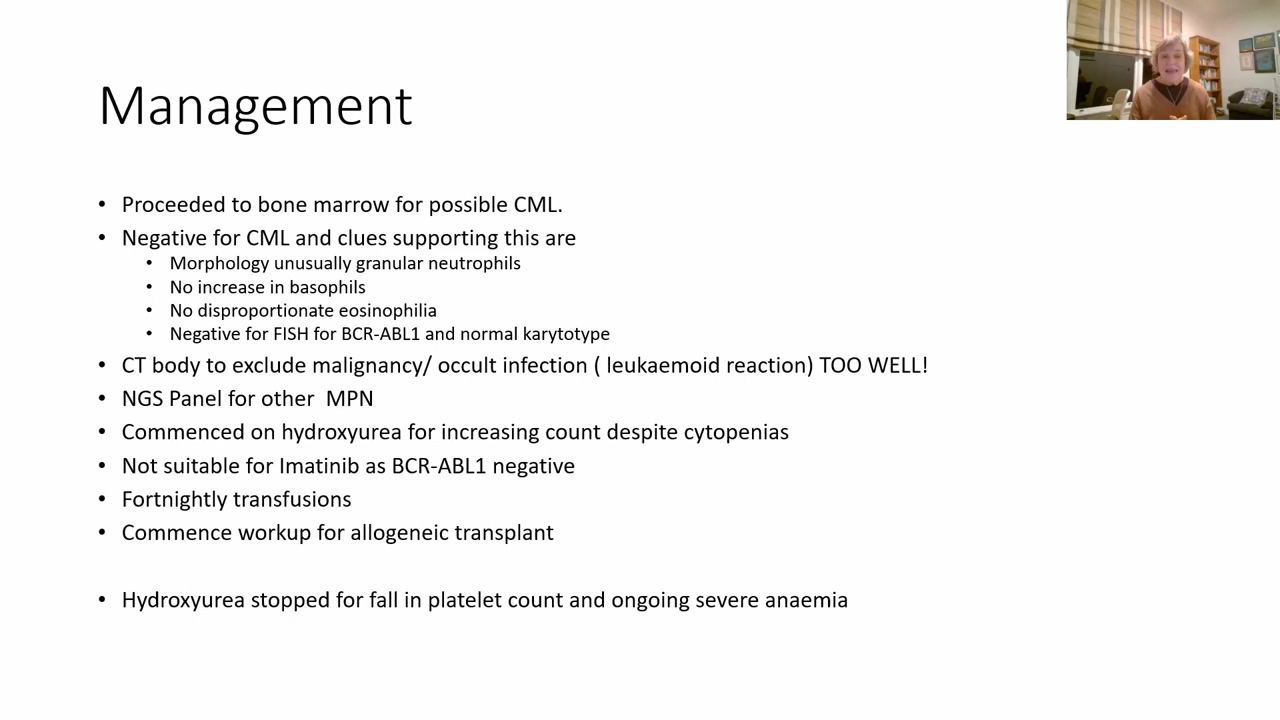 Management
• Proceeded to bone marrow for possible CML.
• Negative for CML and clues supporting this are
• Morphology unusually granular neutrophils
• No increase in basophils
• No disproportionate eosinophilia
• Negative for FISH for BCR-ABL1 and normal karytotype
• CT body to exclude malignancy/ occult infection ( leukaemoid reaction) TOO WELL!
• NGS Panel for other  MPN
• Commenced on hydroxyurea for increasing count despite cytopenias
• Not suitable for Imatinib as BCR-ABL1 negative
• Fortnightly transfusions
• Commence workup for allogeneic transplant
• Hydroxyurea stopped for fall in platelet count and ongoing severe anaemia